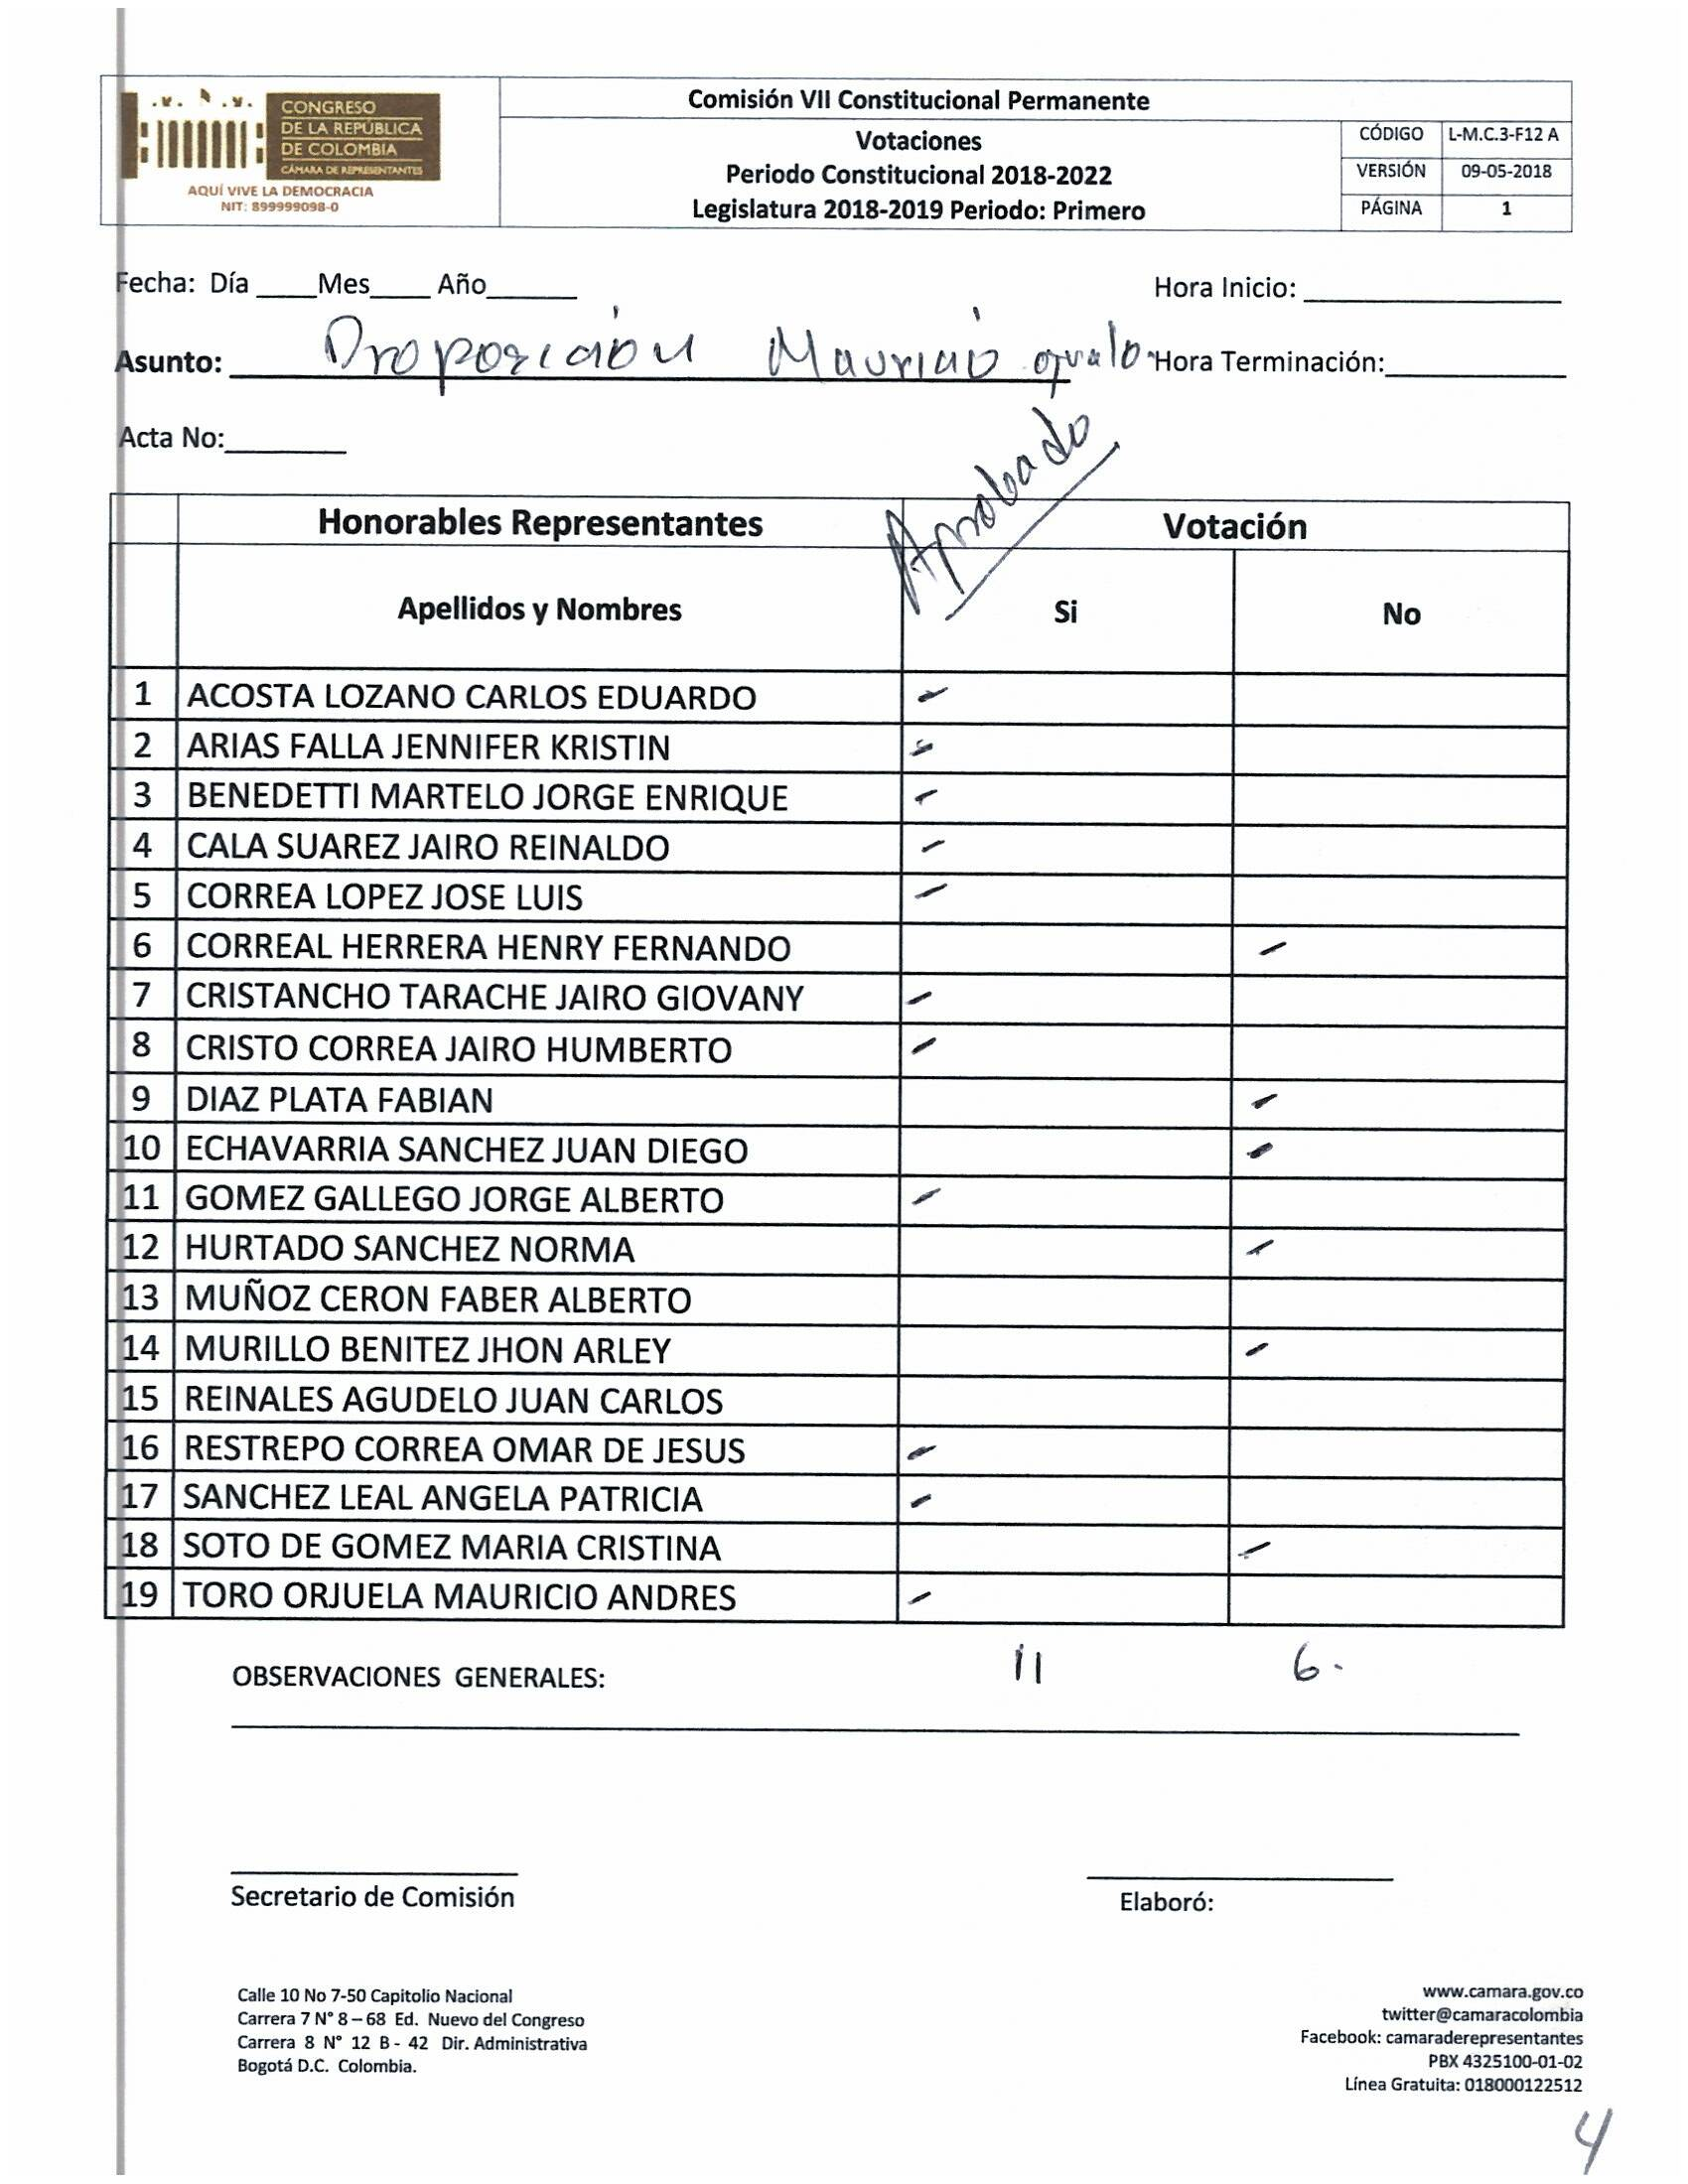 CONGRESO
DE LA REPÚBLICA
DE COLOMBIA
CÁMARA DE REPRESENTANTES
AQUÍ VIVE LA DEMOCRACIA
NIT: 899999098-0
Comisión VII Constitucional Permanente
Votaciones
Periodo Constitucional 2018-2022
Legislatura 2018-2019 Periodo: Primero
CÓDIGO L-M.C.3-F12 A
VERSIÓN 09-05-2018
PÁGINA 1
Fecha: Día ____Mes____ Año______ Hora Inicio: ________________
Asunto: Proposición Mauricio Hora Terminación:____________
Acta No:________
Aprobado
Honorables Representantes Votación
Apellidos y Nombres Si No
1 ACOSTA LOZANO CARLOS EDUARDO
2 ARIAS FALLA JENNIFER KRISTIN
3 BENEDETTI MARTELO JORGE ENRIQUE
4 CALA SUAREZ JAIRO REINALDO
5 CORREA LOPEZ JOSE LUIS
6 CORREAL HERRERA HENRY FERNANDO
7 CRISTANCHO TARACHE JAIRO GIOVANY
8 CRISTO CORREA JAIRO HUMBERTO
9 DIAZ PLATA FABIAN
10 ECHAVARRIA SANCHEZ JUAN DIEGO
11 GOMEZ GALLEGO JORGE ALBERTO
12 HURTADO SANCHEZ NORMA
13 MUÑOZ CERON FABER ALBERTO
14 MURILLO BENITEZ JHON ARLEY
15 REINALES AGUDELO JUAN CARLOS
16 RESTREPO CORREA OMAR DE JESUS
17 SANCHEZ LEAL ANGELA PATRICIA
18 SOTO DE GOMEZ MARIA CRISTINA
19 TORO ORJUELA MAURICIO ANDRES
OBSERVACIONES GENERALES: 11 6.
Secretario de Comisión
Elaboró:
Calle 10 No 7-50 Capitolio Nacional
Carrera 7 N° 8 – 68 Ed. Nuevo del Congreso
Carrera 8 N° 12 B - 42 Dir. Administrativa
Bogotá D.C. Colombia.
www.camara.gov.co
twitter@camaracolombia
Facebook: camaraderepresentantes
PBX 4325100-01-02
Línea Gratuita: 018000122512
4